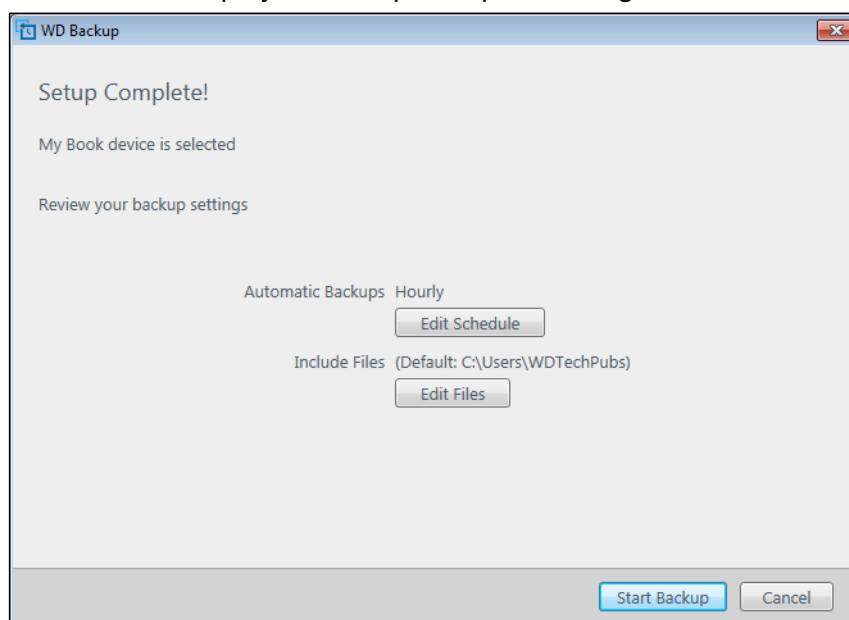 WD Backup
Setup Complete!
My Book device is selected
Review your backup settings
Automatic Backups Hourly
Edit Schedule
Include Files (Default: C:\Users\WDTechPubs)
Edit Files
Start Backup Cancel